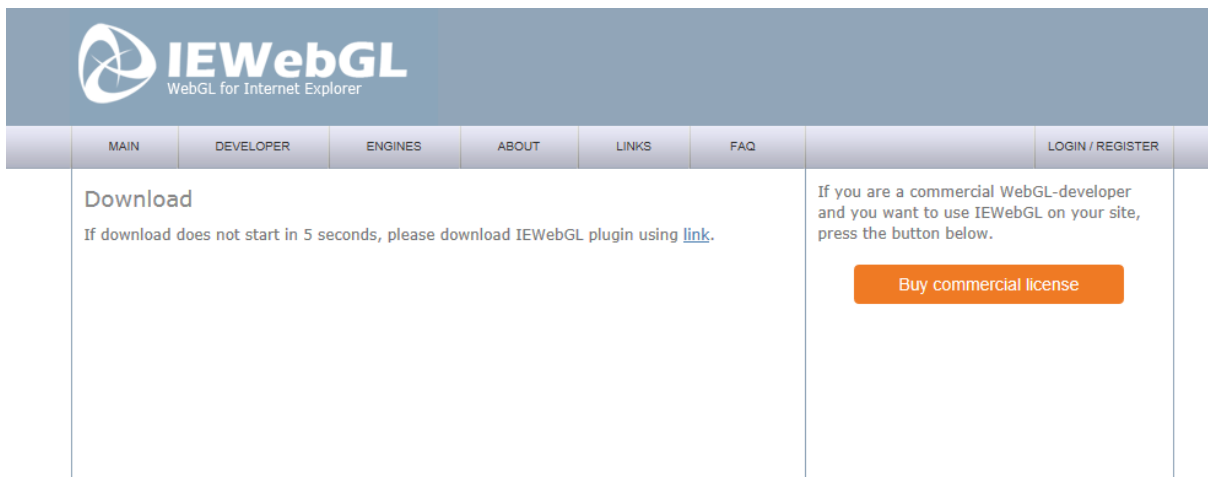 IEWebGL
WebGL for Internet Explorer
MAIN
DEVELOPER
ENGINES
ABOUT
LINKS
FAQ
LOGIN / REGISTER
Download
If download does not start in 5 seconds, please download IEWebGL plugin using link.
If you are a commercial WebGL-developer
and you want to use IEWebGL on your site,
press the button below.
Buy commercial license